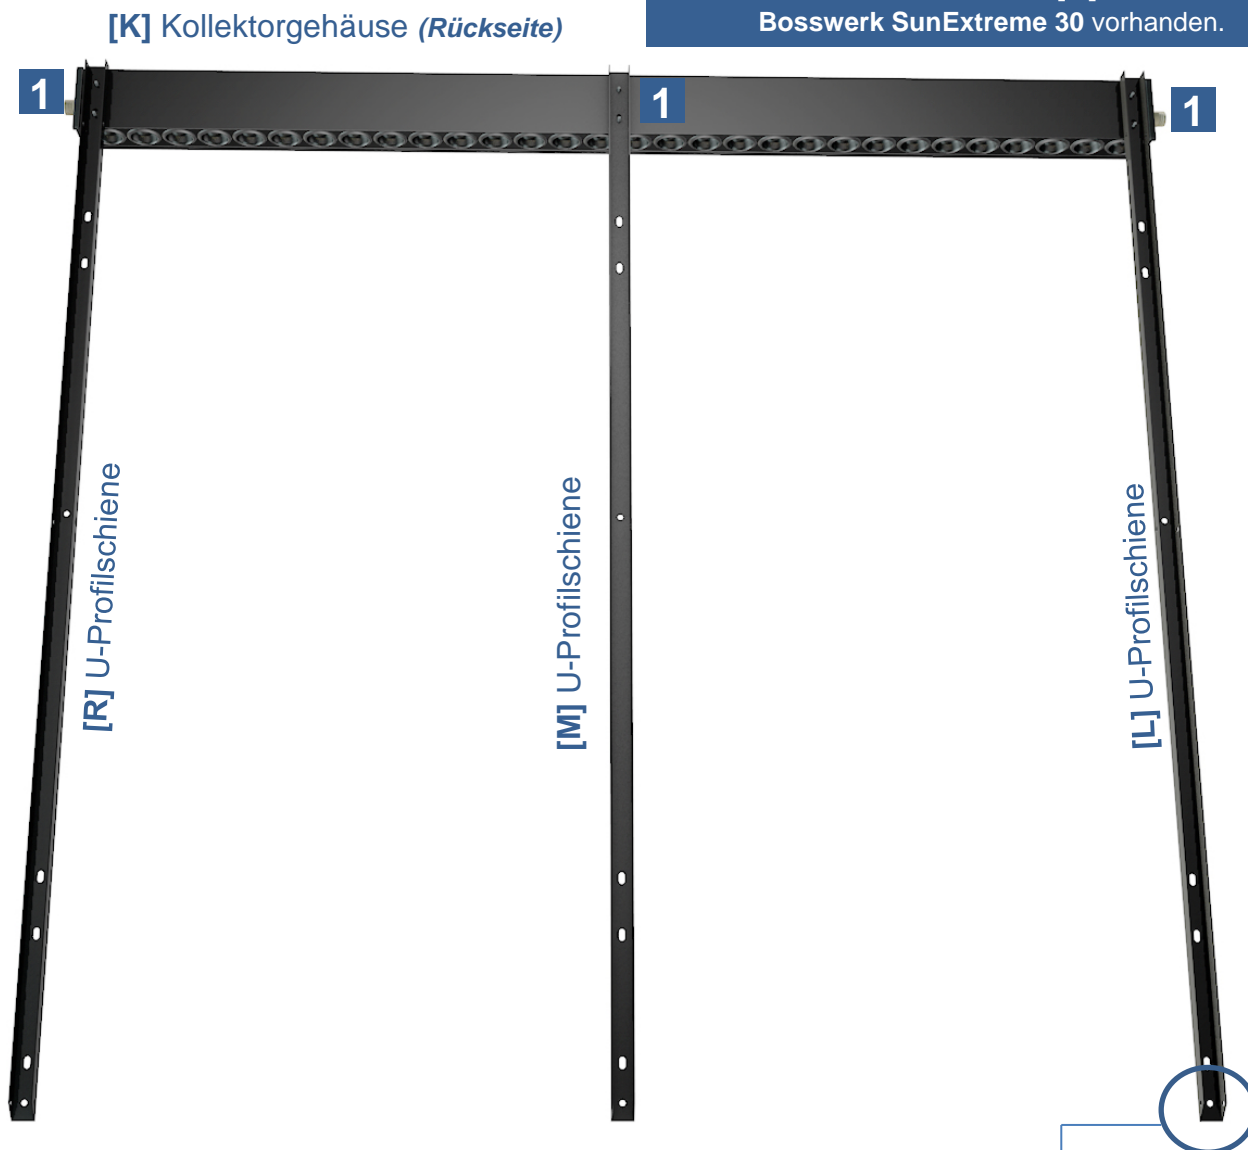 [K] Kollektorgehäuse (Rückseite)
Bosswerk SunExtreme 30 vorhanden.
1
1
1
[R] U-Profilschiene
[M] U-Profilschiene
[L] U-Profilschiene